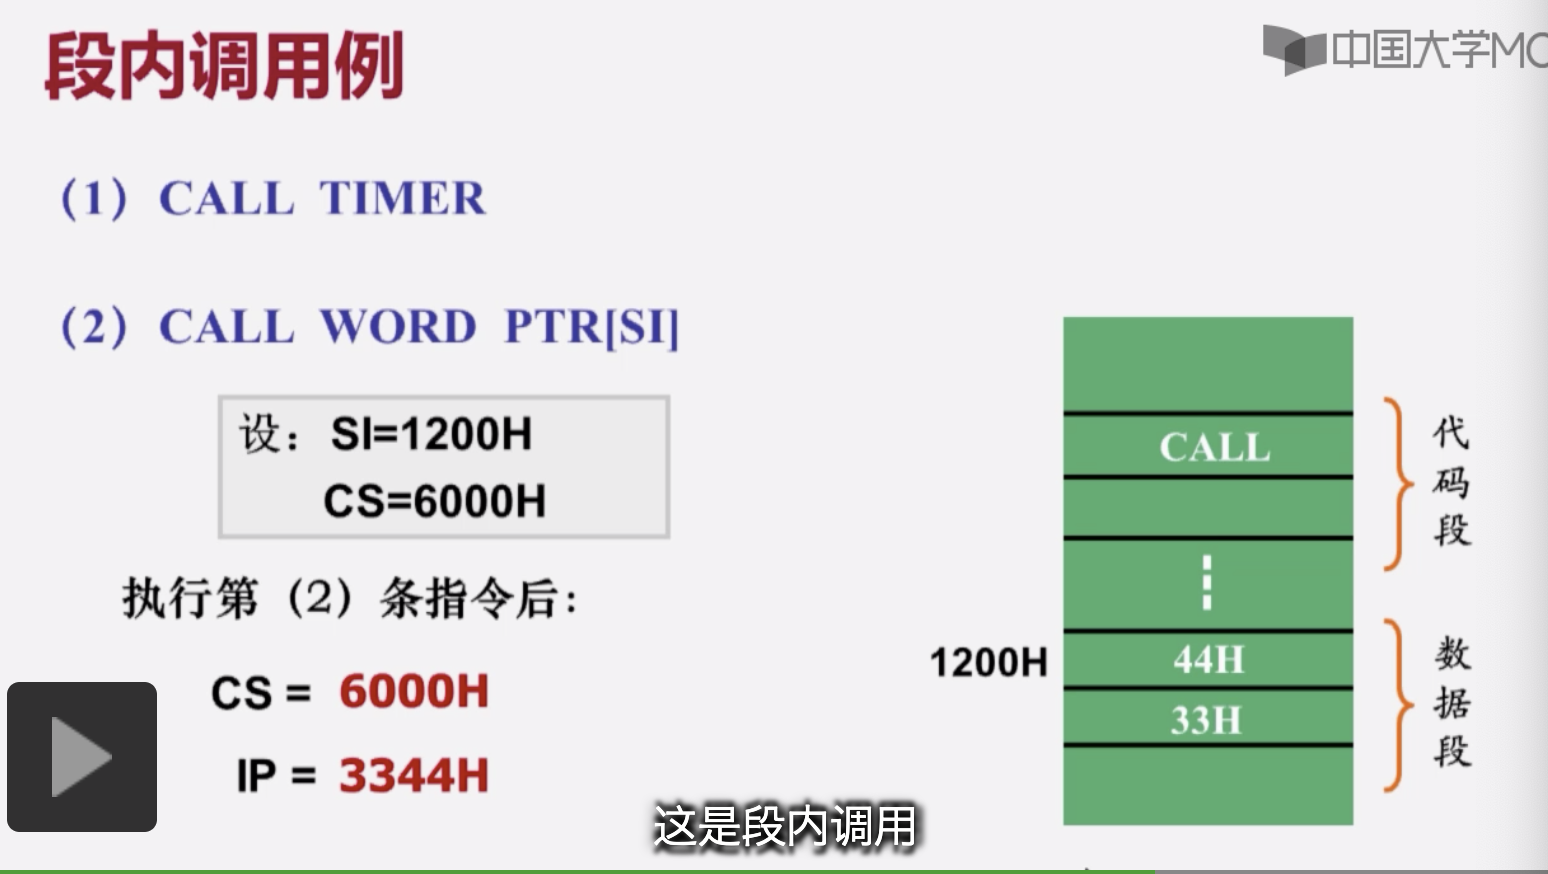 段内调用例
中国大学MO
（1）CALL TIMER
（2）CALL WORD PTR[SI]
设：SI=1200H
CS=6000H
执行第（2）条指令后：
CS = 6000H
IP = 3344H
CALL
代码段
1200H
44H
33H
数据段
这是段内调用